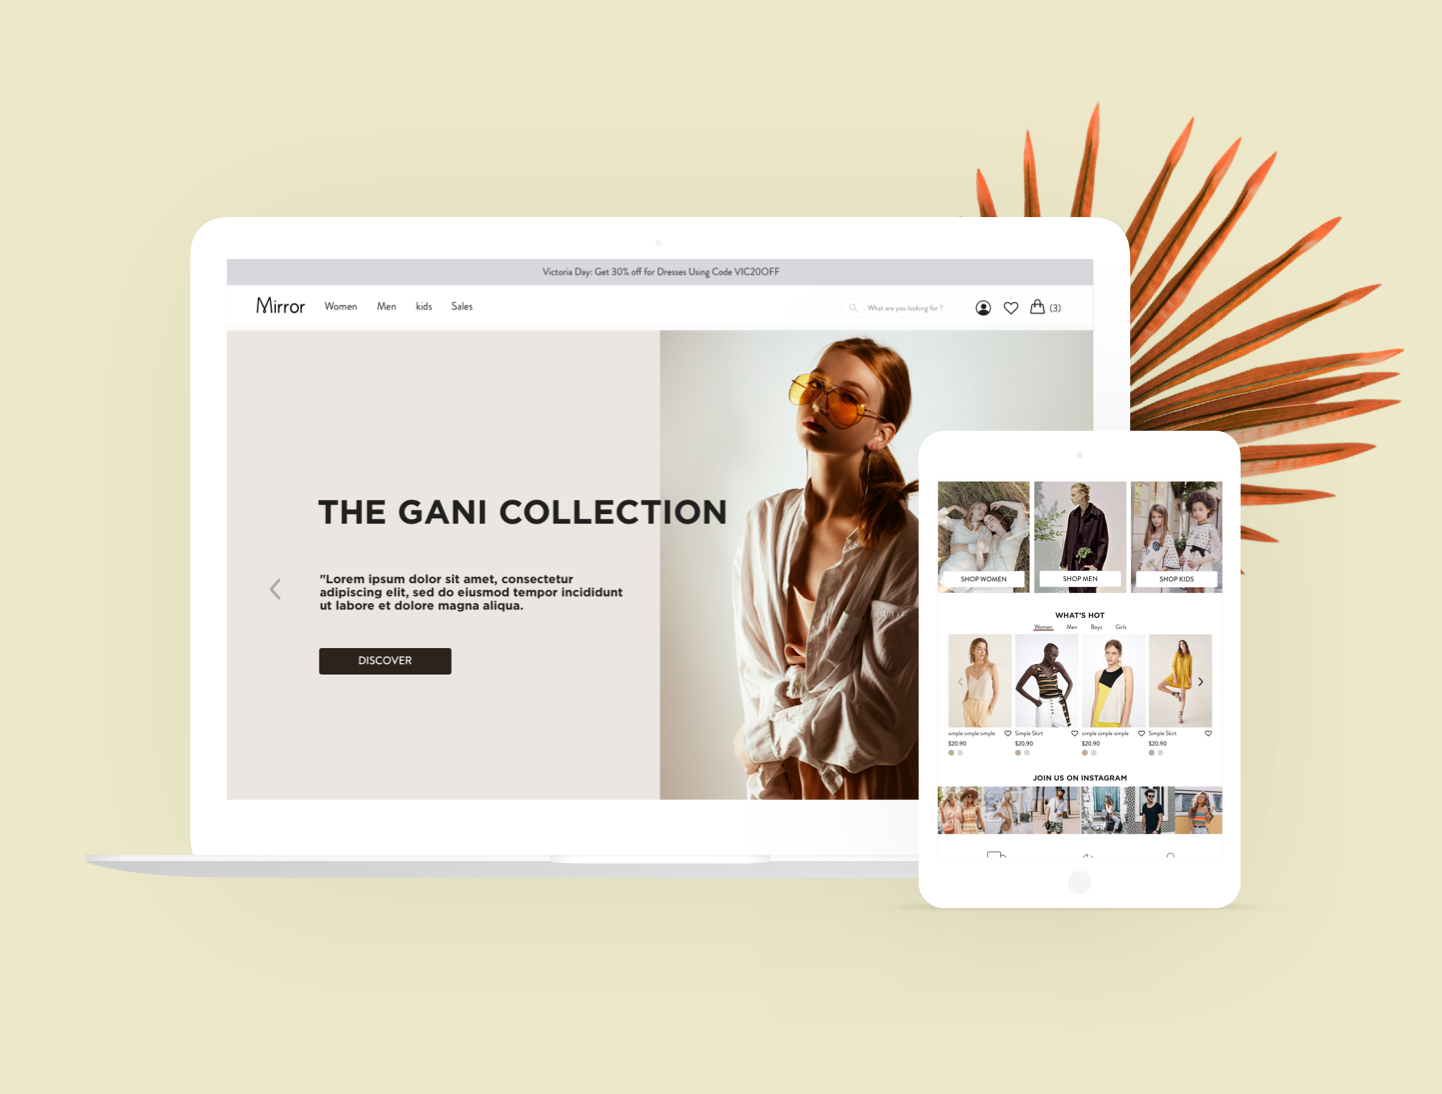 Victoria Day: Get 30% off for Dresses Using Code VIC20OFF
Mirror Women Men kids Sales What are you looking for ? (3)
THE GANI COLLECTION
"Lorem ipsum dolor sit amet, consectetur
adipiscing elit, sed do eiusmod tempor incididunt
ut labore et dolore magna aliqua.
DISCOVER
SHOP WOMEN SHOP MEN SHOP KIDS
WHAT'S HOT
Women Men Boys Girls
simple simple simple Simple Skirt simple simple simple Simple Skirt
$20.90 $20.90 $20.90 $20.90
JOIN US ON INSTAGRAM